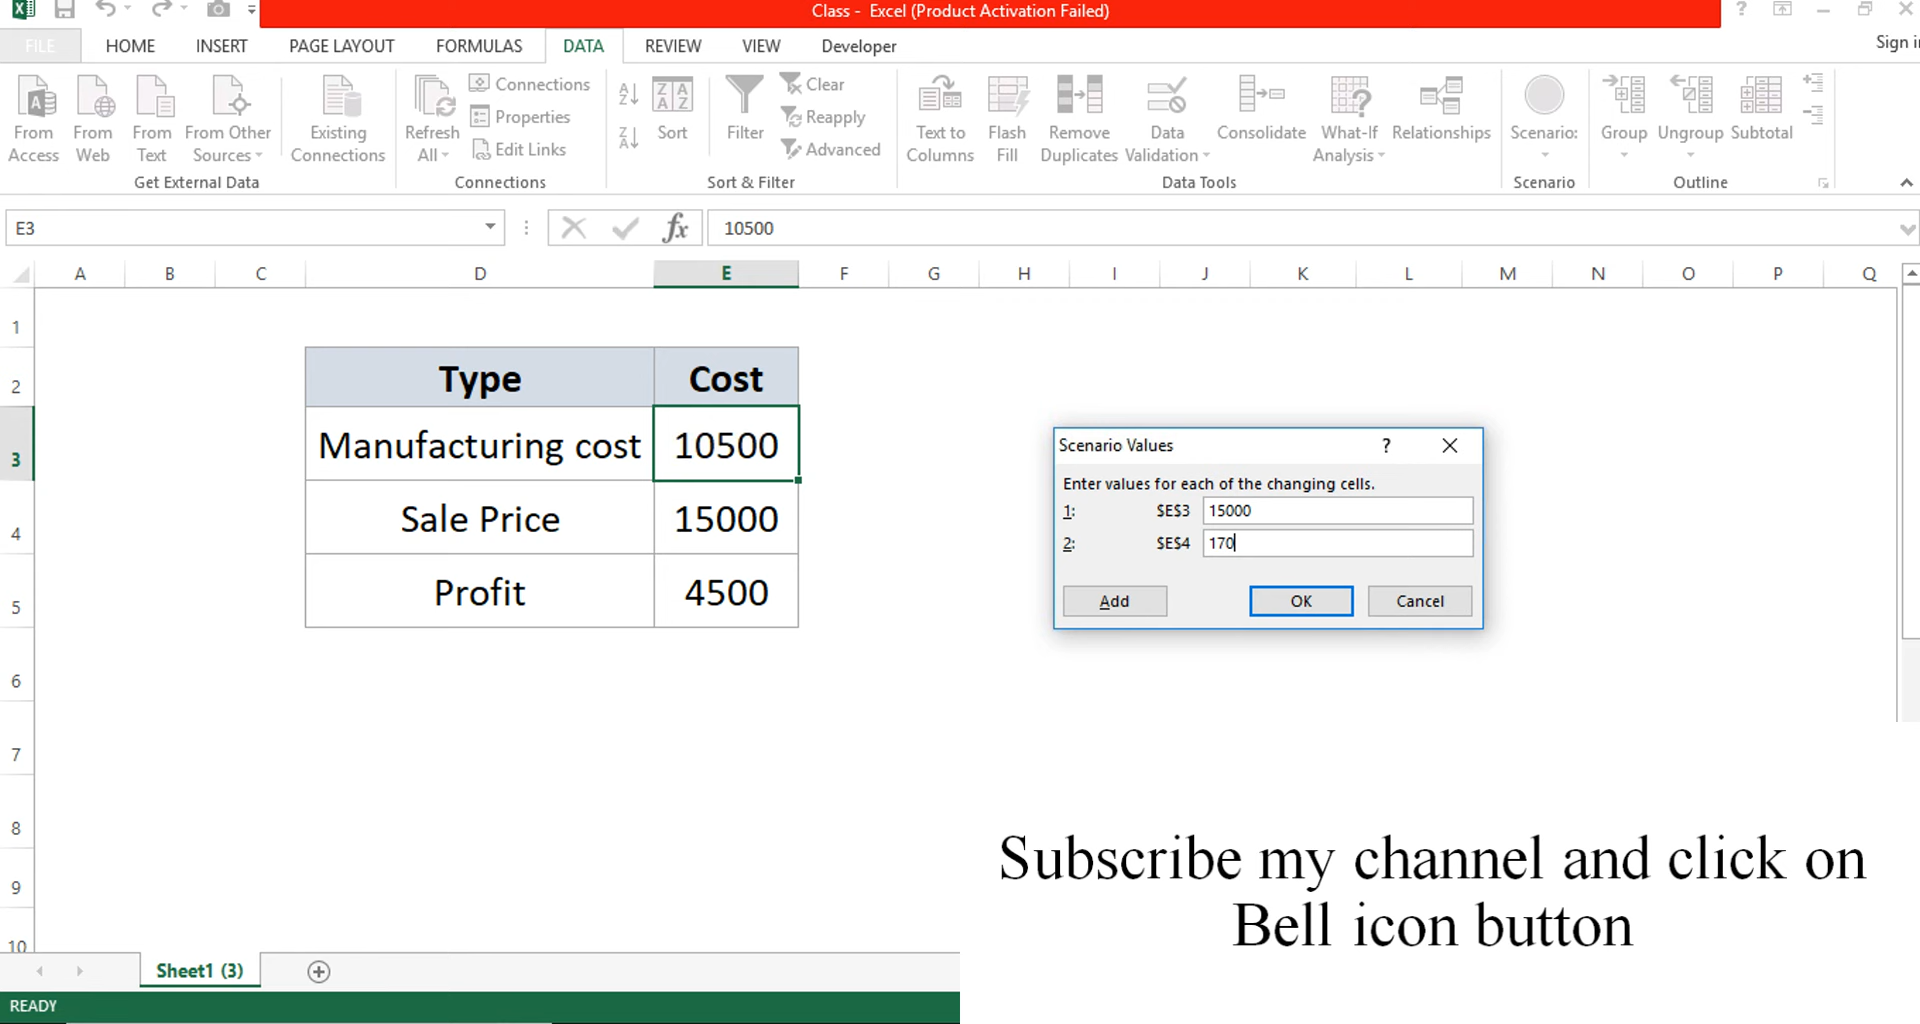 Class - Excel (Product Activation Failed)
FILE HOME INSERT PAGE LAYOUT FORMULAS DATA REVIEW VIEW Developer
Sign in
From Access
From Web
From Text
From Other Sources
Get External Data
Existing Connections
Refresh All
Connections
Properties
Edit Links
Connections
Sort
Filter
Clear
Reapply
Advanced
Sort & Filter
Text to Columns
Flash Fill
Remove Duplicates
Data Validation
Consolidate
What-If Analysis
Relationships
Data Tools
Scenario:
Scenario
Group
Ungroup
Subtotal
Outline
E3
fx
10500
A B C D E F G H I J K L M N O P Q
1
2 Type Cost
3 Manufacturing cost 10500
4 Sale Price 15000
5 Profit 4500
6
7
8
9
10
Scenario Values ?
Enter values for each of the changing cells.
1: $E$3 15000
2: $E$4 170
Add OK Cancel
Subscribe my channel and click on
Bell icon button
Sheet1 (3)
READY